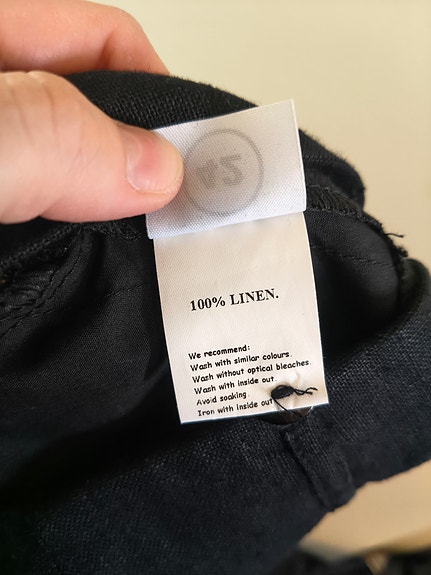 42
100% LINEN.
We recommend:
Wash with similar colours.
Wash without optical bleaches.
Wash with inside out.
Avoid soaking.
Iron with inside out